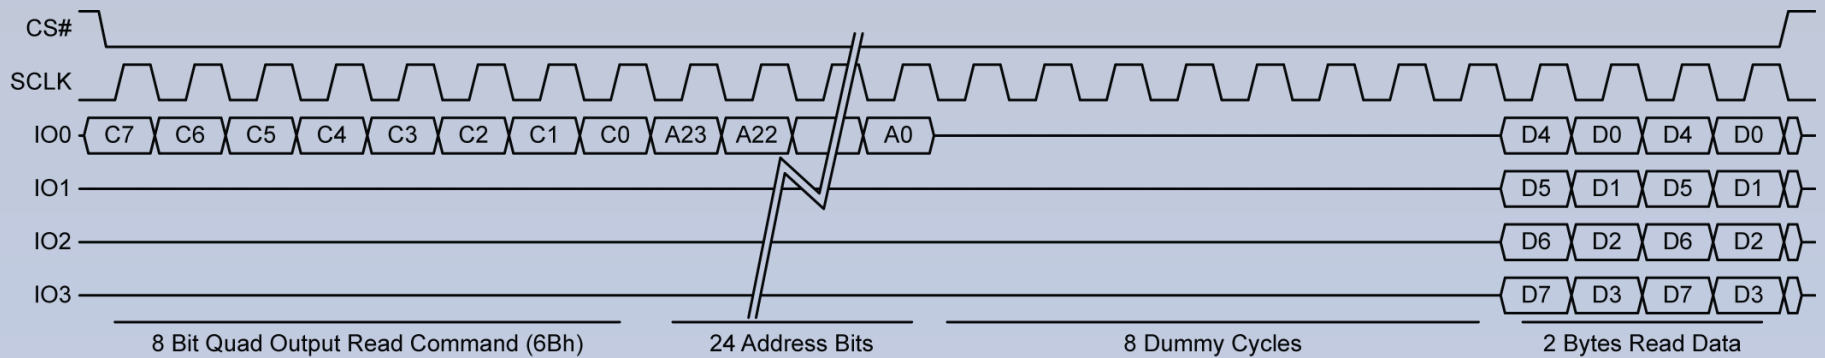 CS#
SCLK
IO0 C7 C6 C5 C4 C3 C2 C1 C0 A23 A22 A0 D4 D0 D4 D0
IO1 D5 D1 D5 D1
IO2 D6 D2 D6 D2
IO3 D7 D3 D7 D3
8 Bit Quad Output Read Command (6Bh) 24 Address Bits 8 Dummy Cycles 2 Bytes Read Data